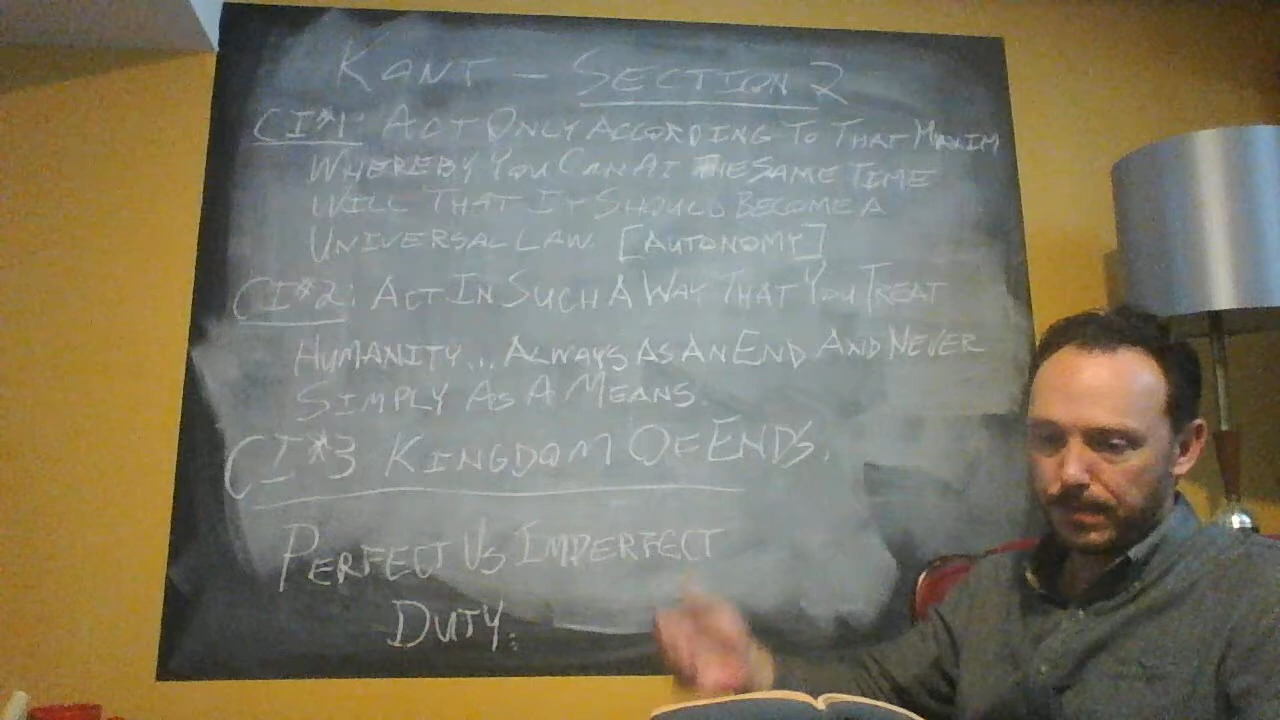 KANT - SECTION 2
CI#1: ACT ONLY ACCORDING TO THAT MAXIM
WHEREBY YOU CAN AT THE SAME TIME
WILL THAT IT SHOULD BECOME A
UNIVERSAL LAW. [AUTONOMY]
CI#2: ACT IN SUCH A WAY THAT YOU TREAT
HUMANITY... ALWAYS AS AN END AND NEVER
SIMPLY AS A MEANS.
CI#3 KINGDOM OF ENDS.
PERFECT VS IMPERFECT
DUTY: